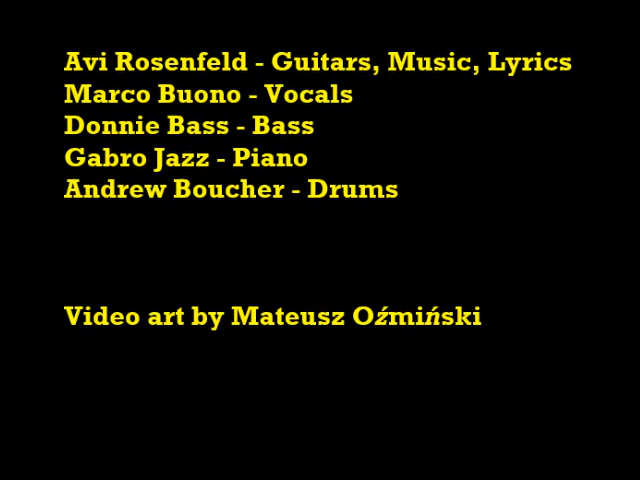 Avi Rosenfeld - Guitars, Music, Lyrics
Marco Buono - Vocals
Donnie Bass - Bass
Gabro Jazz - Piano
Andrew Boucher - Drums
Video art by Mateusz Oźmiński